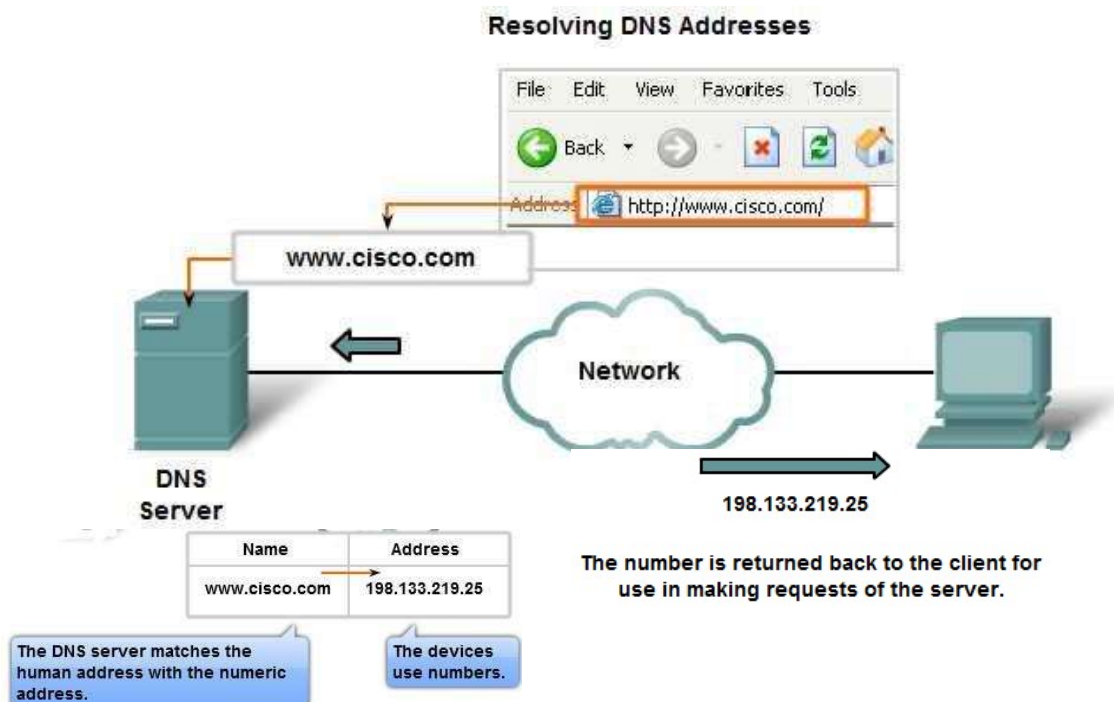 Resolving DNS Addresses
File Edit View Favorites Tools
Back
Address http://www.cisco.com/
www.cisco.com
Network
DNS
Server
198.133.219.25
Name Address
www.cisco.com 198.133.219.25
The number is returned back to the client for
use in making requests of the server.
The DNS server matches the
human address with the numeric
address.
The devices
use numbers.